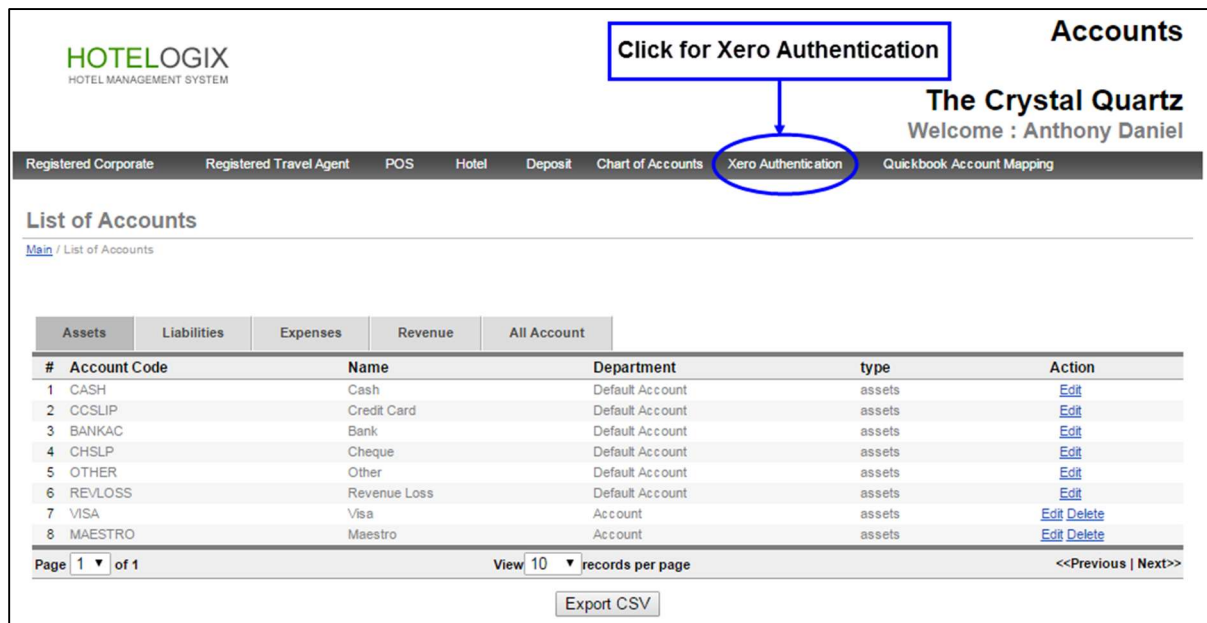 Accounts
Click for Xero Authentication
HOTELOGIX
HOTEL MANAGEMENT SYSTEM
The Crystal Quartz
Welcome : Anthony Daniel
Registered Corporate Registered Travel Agent POS Hotel Deposit Chart of Accounts Xero Authentication Quickbook Account Mapping
List of Accounts
Main / List of Accounts
Assets Liabilities Expenses Revenue All Account
# Account Code Name Department type Action
1 CASH Cash Default Account assets Edit
2 CCSLIP Credit Card Default Account assets Edit
3 BANKAC Bank Default Account assets Edit
4 CHSLP Cheque Default Account assets Edit
5 OTHER Other Default Account assets Edit
6 REVLOSS Revenue Loss Default Account assets Edit
7 VISA Visa Account assets Edit Delete
8 MAESTRO Maestro Account assets Edit Delete
Page 1 of 1 View 10 records per page <<Previous | Next>>
Export CSV